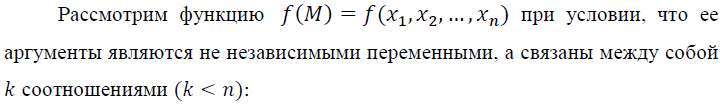 Рассмотрим функцию f(M) = f(x₁, x₂, …, xₙ) при условии, что ее
аргументы являются не независимыми переменными, а связаны между собой
k соотношениями (k < n):